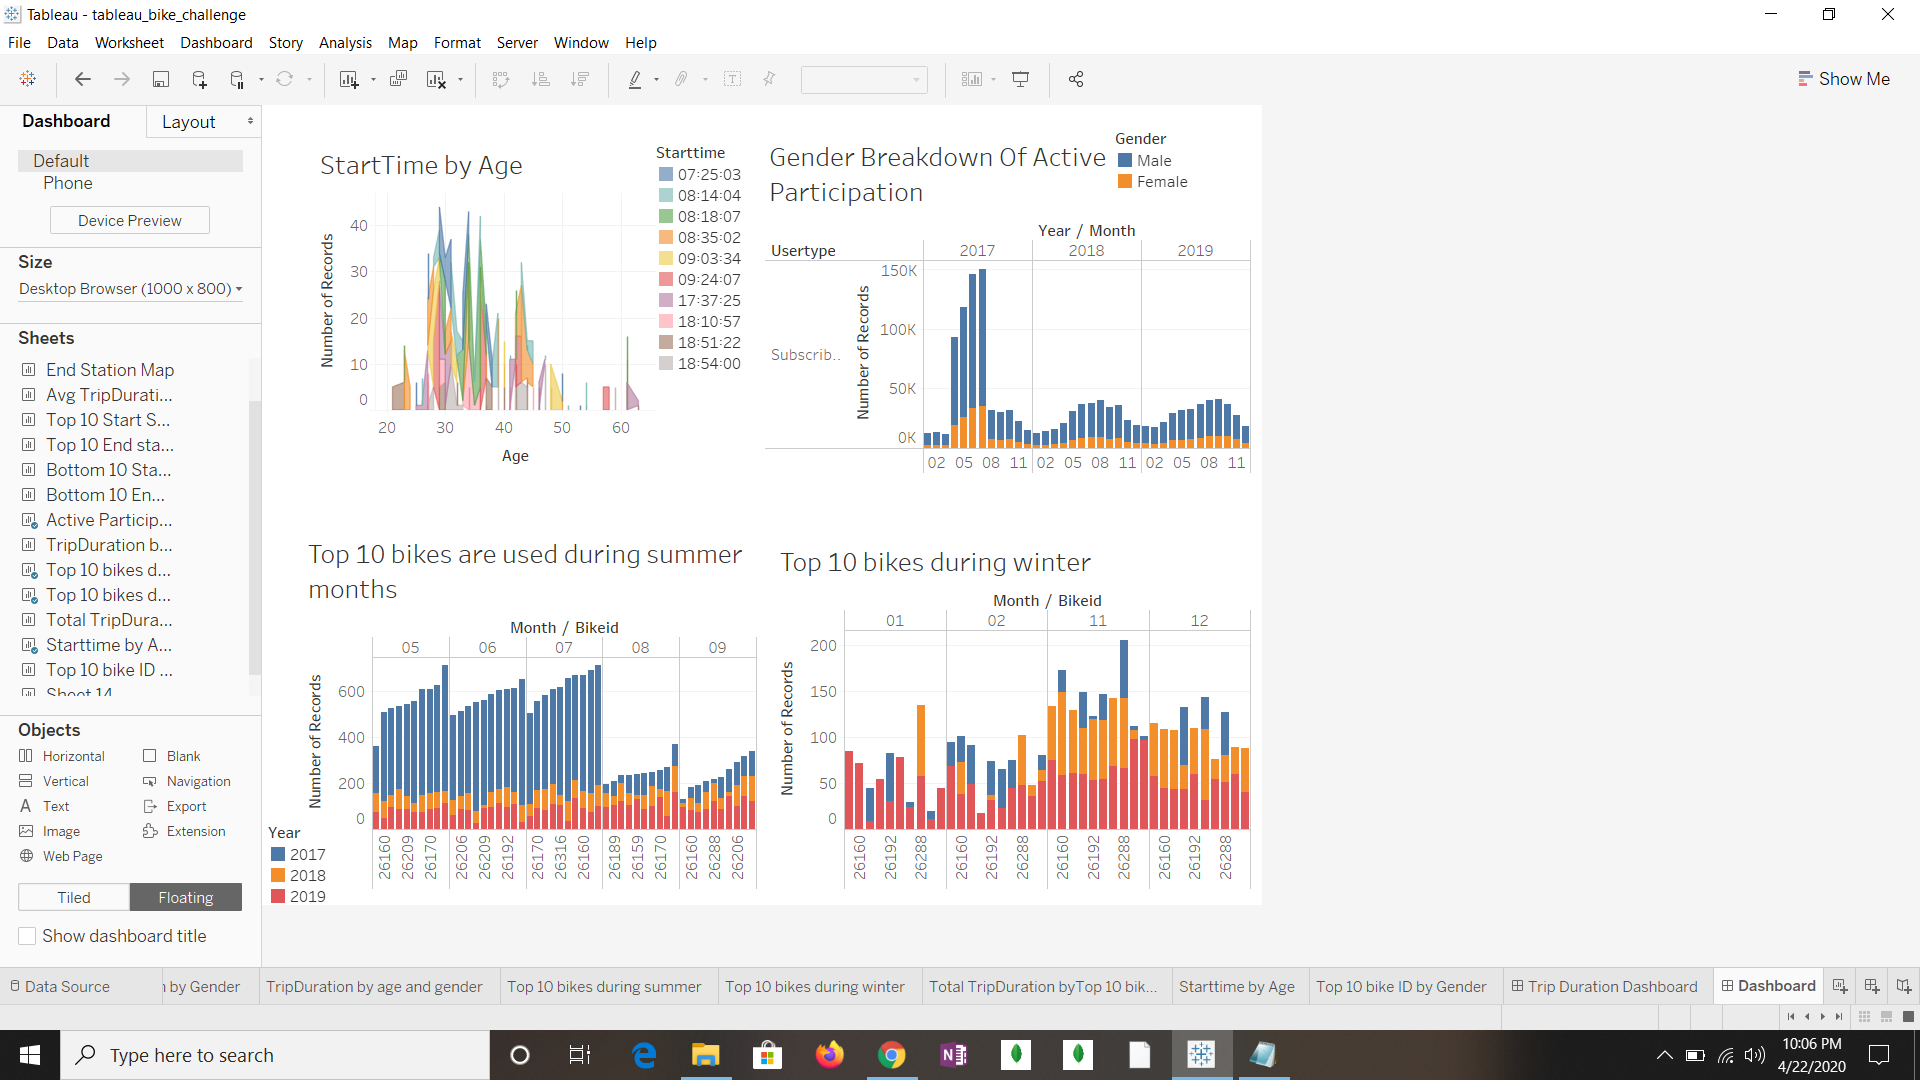 Tableau - tableau_bike_challenge
File Data Worksheet Dashboard Story Analysis Map Format Server Window Help
Show Me
Dashboard
Layout
Default
Phone
Device Preview
Size
Desktop Browser (1000 x 800)
Sheets
End Station Map
Avg TripDurati...
Top 10 Start S...
Top 10 End sta...
Bottom 10 Sta...
Bottom 10 En...
Active Particip...
TripDuration b...
Top 10 bikes d...
Top 10 bikes d...
Total TripDura...
Starttime by A...
Top 10 bike ID ...
Sheet 14
Objects
Horizontal Blank
Vertical Navigation
A Text Export
Image Extension
Web Page
Tiled Floating
Show dashboard title
StartTime by Age
Number of Records
40
30
20
10
0
20 30 40 50 60
Age
Starttime
07:25:03
08:14:04
08:18:07
08:35:02
09:03:34
09:24:07
17:37:25
18:10:57
18:51:22
18:54:00
Gender Breakdown Of Active
Participation
Gender
Male
Female
Year / Month
Usertype 2017 2018 2019
Subscrib..
Number of Records
150K
100K
50K
0K
02 05 08 11 02 05 08 11 02 05 08 11
Top 10 bikes are used during summer
months
Month / Bikeid
05 06 07 08 09
Number of Records
600
400
200
0
26160 26209 26170 26206 26209 26192 26170 26316 26160 26189 26159 26170 26160 26288 26206
Year
2017
2018
2019
Top 10 bikes during winter
Month / Bikeid
01 02 11 12
Number of Records
200
150
100
50
0
26160 26192 26288 26160 26192 26288 26160 26192 26288 26160 26192 26288
Data Source
n by Gender
TripDuration by age and gender
Top 10 bikes during summer
Top 10 bikes during winter
Total TripDuration byTop 10 bik...
Starttime by Age
Top 10 bike ID by Gender
Trip Duration Dashboard
Dashboard
Type here to search
N
10:06 PM
4/22/2020